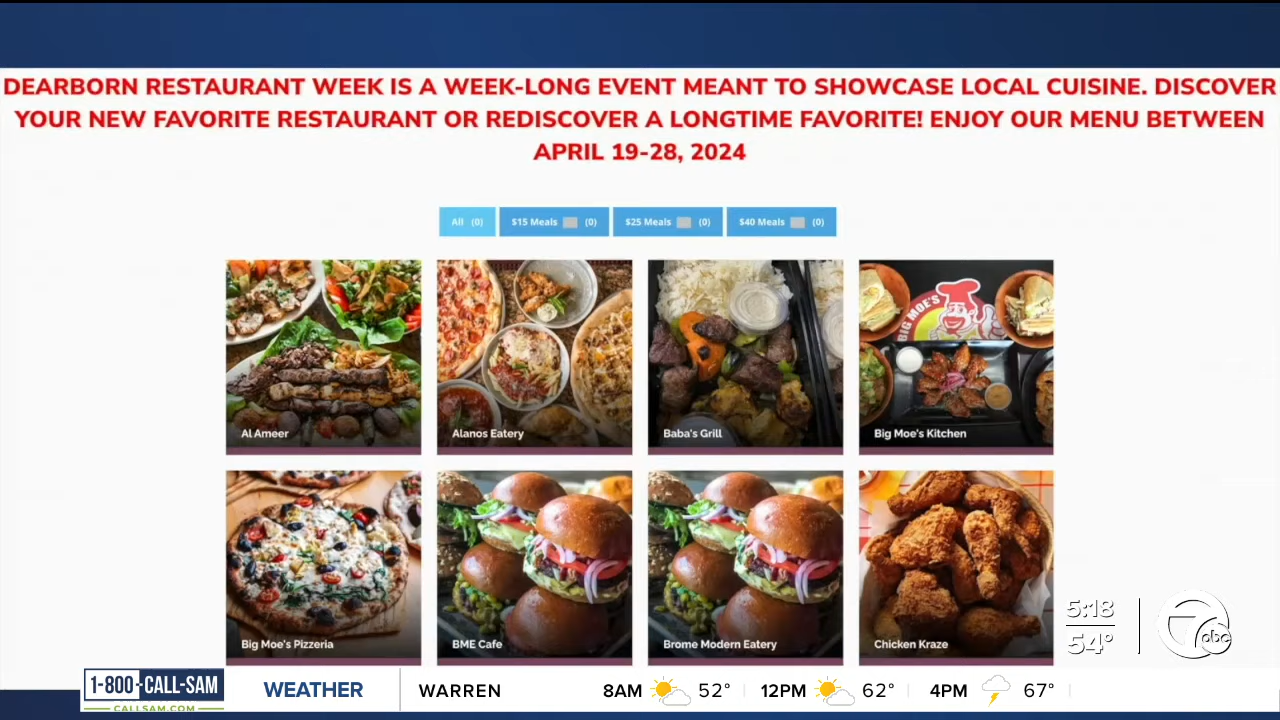 DEARBORN RESTAURANT WEEK IS A WEEK-LONG EVENT MEANT TO SHOWCASE LOCAL CUISINE. DISCOVER
YOUR NEW FAVORITE RESTAURANT OR REDISCOVER A LONGTIME FAVORITE! ENJOY OUR MENU BETWEEN
APRIL 19-28, 2024
All (0) $15 Meals (0) $25 Meals (0) $40 Meals (0)
BIG MOE'S
Al Ameer Alanos Eatery Baba's Grill Big Moe's Kitchen
Big Moe's Pizzeria BME Cafe Brome Modern Eatery Chicken Kraze
5:18
54°
7 abc
1-800-CALL-SAM WEATHER WARREN 8AM 52° 12PM 62° 4PM 67°
CALLSAM.COM